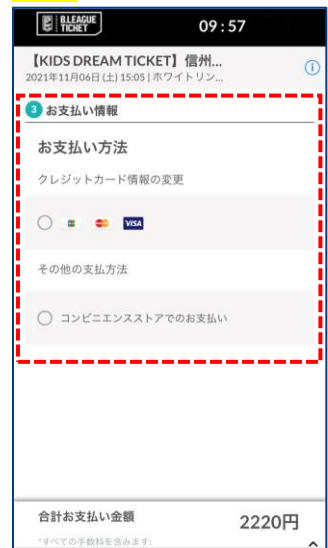 B.LEAGUE
TICKET
09:57
【KIDS DREAM TICKET】信州...
2021年11月06日(土) 15:05 | ホワイトリン...
3 お支払い情報
お支払い方法
クレジットカード情報の変更
VISA
その他の支払方法
コンビニエンスストアでのお支払い
合計お支払い金額
2220円
*すべての手数料を含みます: